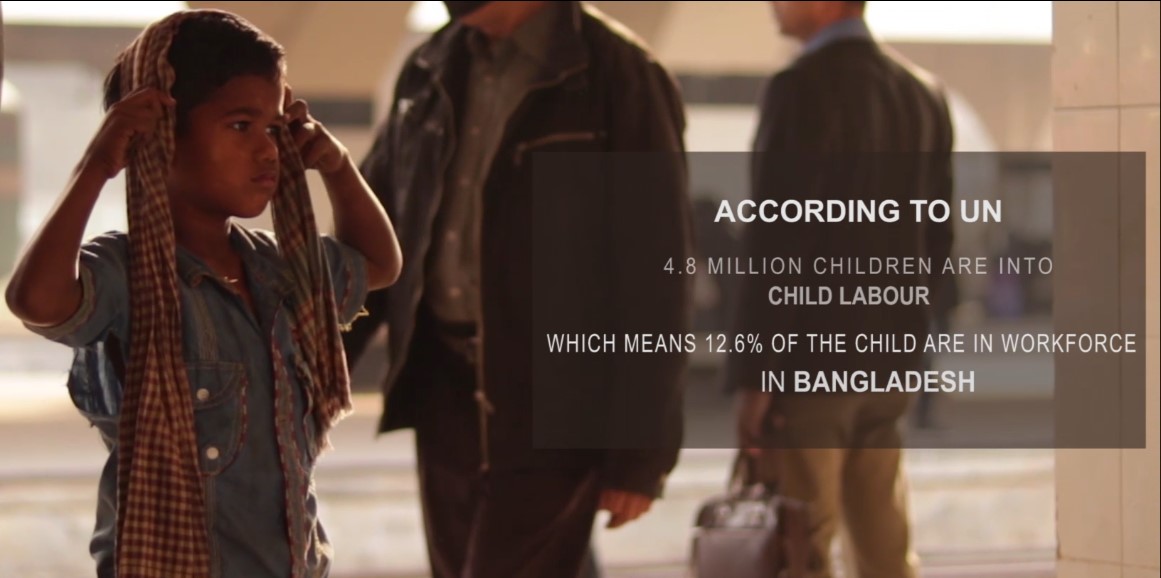 ACCORDING TO UN
4.8 MILLION CHILDREN ARE INTO
CHILD LABOUR
WHICH MEANS 12.6% OF THE CHILD ARE IN WORKFORCE
IN BANGLADESH